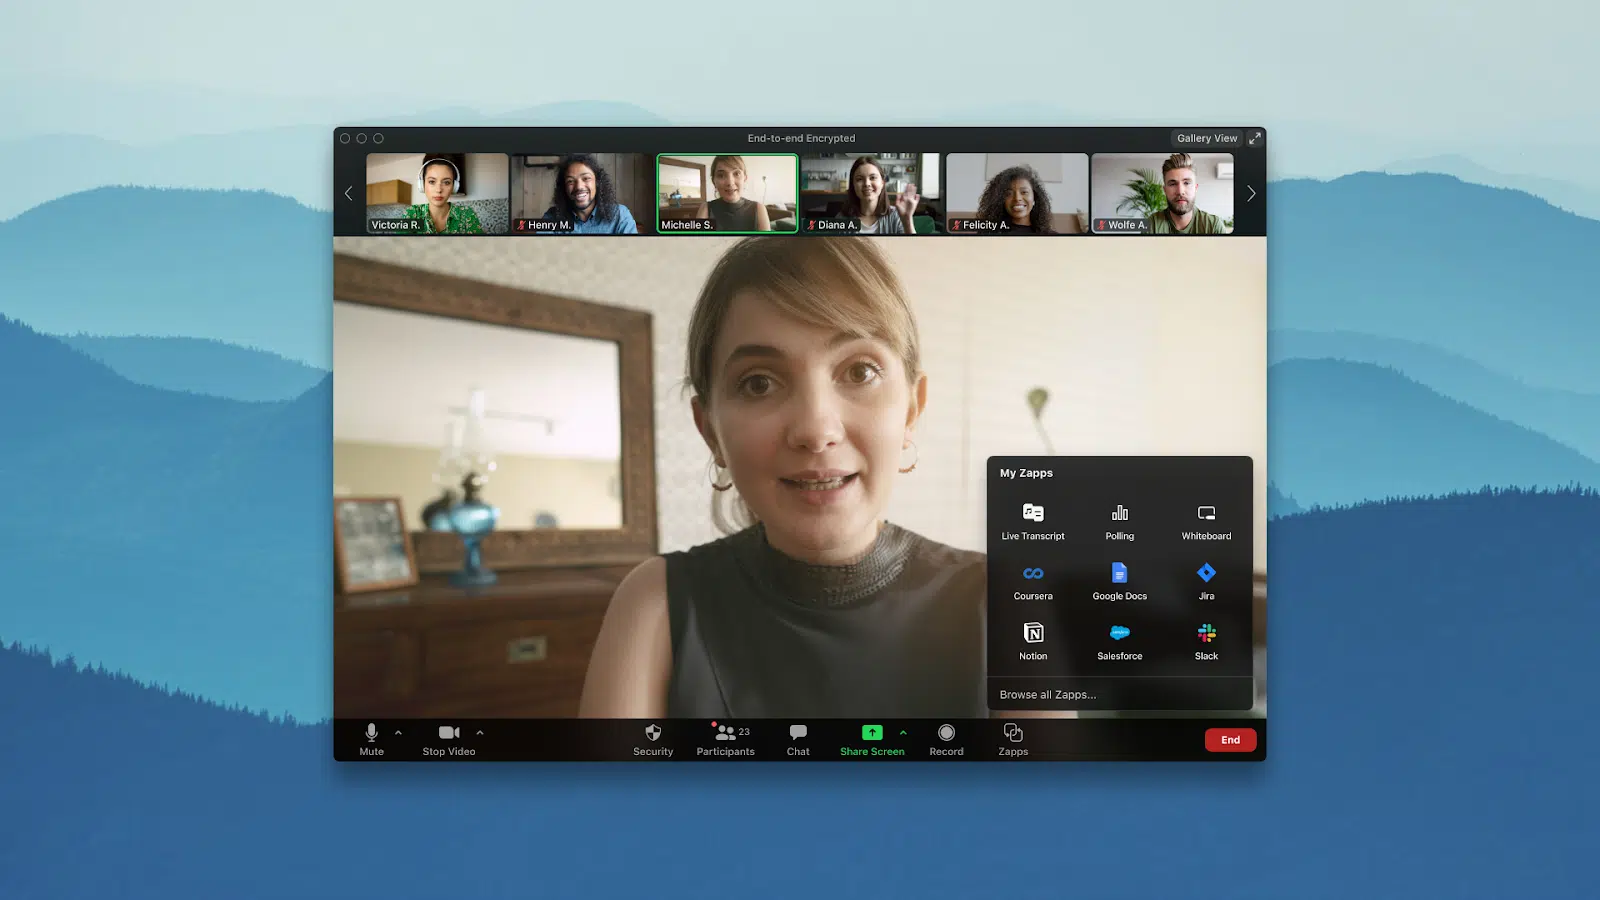 End-to-end Encrypted
Gallery View
Victoria R.
Henry M.
Michelle S.
Diana A.
Felicity A.
Wolfe A.
My Zapps
Live Transcript
Polling
Whiteboard
Coursera
Google Docs
Jira
Notion
Salesforce
Slack
Browse all Zapps...
23
Mute
Stop Video
Security
Participants
Chat
Share Screen
Record
Zapps
End